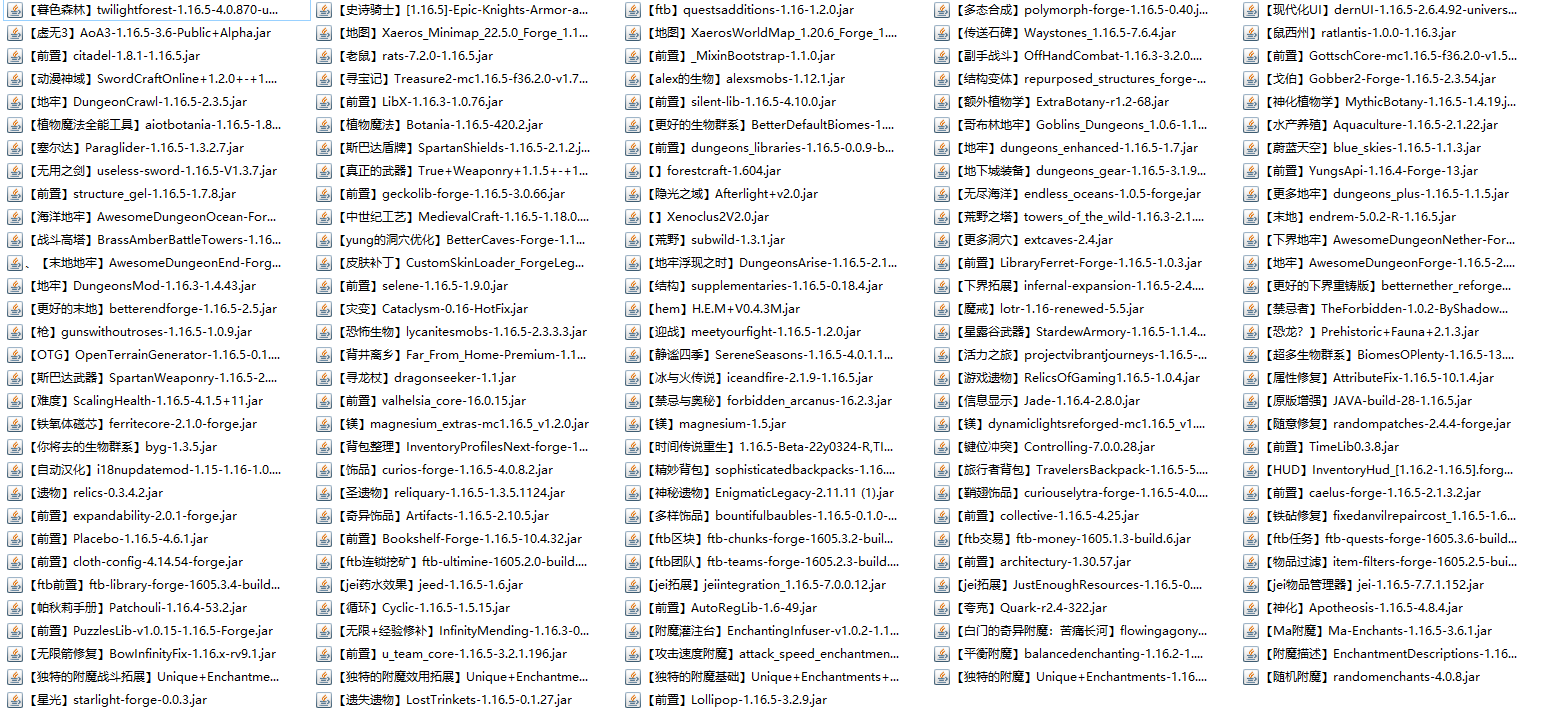 【暮色森林】twilightforest-1.16.5-4.0.870-u...
【史诗骑士】[1.16.5]-Epic-Knights-Armor-a...
【ftb】questsadditions-1.16-1.2.0.jar
【多态合成】polymorph-forge-1.16.5-0.40.j...
【现代化UI】dernUI-1.16.5-2.6.4.92-univers...
【虚无3】AoA3-1.16.5-3.6-Public+Alpha.jar
【地图】Xaeros_Minimap_22.5.0_Forge_1.1...
【地图】XaerosWorldMap_1.20.6_Forge_1....
【传送石碑】Waystones_1.16.5-7.6.4.jar
【鼠西州】ratlantis-1.0.0-1.16.3.jar
【前置】citadel-1.8.1-1.16.5.jar
【老鼠】rats-7.2.0-1.16.5.jar
【前置】_MixinBootstrap-1.1.0.jar
【副手战斗】OffHandCombat-1.16.3-3.2.0....
【前置】GottschCore-mc1.16.5-f36.2.0-v1.5...
【动漫神域】SwordCraftOnline+1.2.0+-+1....
【寻宝记】Treasure2-mc1.16.5-f36.2.0-v1.7...
【alex的生物】alexsmobs-1.12.1.jar
【结构变体】repurposed_structures_forge-...
【戈伯】Gobber2-Forge-1.16.5-2.3.54.jar
【地牢】DungeonCrawl-1.16.5-2.3.5.jar
【前置】LibX-1.16.3-1.0.76.jar
【前置】silent-lib-1.16.5-4.10.0.jar
【额外植物学】ExtraBotany-r1.2-68.jar
【神化植物学】MythicBotany-1.16.5-1.4.19.j...
【植物魔法全能工具】aiotbotania-1.16.5-1.8...
【植物魔法】Botania-1.16.5-420.2.jar
【更好的生物群系】BetterDefaultBiomes-1....
【哥布林地牢】Goblins_Dungeons_1.0.6-1.1...
【水产养殖】Aquaculture-1.16.5-2.1.22.jar
【塞尔达】Paraglider-1.16.5-1.3.2.7.jar
【斯巴达盾牌】SpartanShields-1.16.5-2.1.2.j...
【前置】dungeons_libraries-1.16.5-0.0.9-b...
【地牢】dungeons_enhanced-1.16.5-1.7.jar
【蔚蓝天空】blue_skies-1.16.5-1.1.3.jar
【无用之剑】useless-sword-1.16.5-V1.3.7.jar
【真正的武器】True+Weaponry+1.1.5+-+1...
【】forestcraft-1.604.jar
【地下城装备】dungeons_gear-1.16.5-3.1.9...
【前置】YungsApi-1.16.4-Forge-13.jar
【前置】structure_gel-1.16.5-1.7.8.jar
【前置】geckolib-forge-1.16.5-3.0.66.jar
【隐光之域】Afterlight+v2.0.jar
【无尽海洋】endless_oceans-1.0.5-forge.jar
【更多地牢】dungeons_plus-1.16.5-1.1.5.jar
【海洋地牢】AwesomeDungeonOcean-For...
【中世纪工艺】MedievalCraft-1.16.5-1.18.0....
【】Xenoclus2V2.0.jar
【荒野之塔】towers_of_the_wild-1.16.3-2.1....
【末地】endrem-5.0.2-R-1.16.5.jar
【战斗高塔】BrassAmberBattleTowers-1.16...
【yung的洞穴优化】BetterCaves-Forge-1.1...
【荒野】subwild-1.3.1.jar
【更多洞穴】extcaves-2.4.jar
【下界地牢】AwesomeDungeonNether-For...
、【末地地牢】AwesomeDungeonEnd-Forg...
【皮肤补丁】CustomSkinLoader_ForgeLeg...
【地牢浮现之时】DungeonsArise-1.16.5-2.1...
【前置】LibraryFerret-Forge-1.16.5-1.0.3.jar
【地牢】AwesomeDungeonForge-1.16.5-2....
【地牢】DungeonsMod-1.16.3-1.4.43.jar
【前置】selene-1.16.5-1.9.0.jar
【结构】supplementaries-1.16.5-0.18.4.jar
【下界拓展】infernal-expansion-1.16.5-2.4....
【更好的下界重铸版】betternether_reforge...
【更好的末地】betterendforge-1.16.5-2.5.jar
【灾变】Cataclysm-0.16-HotFix.jar
【hem】H.E.M+V0.4.3M.jar
【魔戒】lotr-1.16-renewed-5.5.jar
【禁忌者】TheForbidden-1.0.2-ByShadow...
【枪】gunswithoutroses-1.16.5-1.0.9.jar
【恐怖生物】lycanitesmobs-1.16.5-2.3.3.3.jar
【迎战】meetyourfight-1.16.5-1.2.0.jar
【星露谷武器】StardewArmory-1.16.5-1.1.4...
【恐龙？】Prehistoric+Fauna+2.1.3.jar
【OTG】OpenTerrainGenerator-1.16.5-0.1....
【背井离乡】Far_From_Home-Premium-1.1...
【静谧四季】SereneSeasons-1.16.5-4.0.1.1...
【活力之旅】projectvibrantjourneys-1.16.5-...
【超多生物群系】BiomesOPlenty-1.16.5-13....
【斯巴达武器】SpartanWeaponry-1.16.5-2....
【寻龙杖】dragonseeker-1.1.jar
【冰与火传说】iceandfire-2.1.9-1.16.5.jar
【游戏遗物】RelicsOfGaming1.16.5-1.0.4.jar
【属性修复】AttributeFix-1.16.5-10.1.4.jar
【难度】ScalingHealth-1.16.5-4.1.5+11.jar
【前置】valhelsia_core-16.0.15.jar
【禁忌与奥秘】forbidden_arcanus-16.2.3.jar
【信息显示】Jade-1.16.4-2.8.0.jar
【原版增强】JAVA-build-28-1.16.5.jar
【铁氧体磁芯】ferritecore-2.1.0-forge.jar
【镁】magnesium_extras-mc1.16.5_v1.2.0.jar
【镁】magnesium-1.5.jar
【镁】dynamiclightsreforged-mc1.16.5_v1....
【随意修复】randompatches-2.4.4-forge.jar
【你将去的生物群系】byg-1.3.5.jar
【背包整理】InventoryProfilesNext-forge-1...
【时间传说重生】1.16.5-Beta-22y0324-R,TI...
【键位冲突】Controlling-7.0.0.28.jar
【前置】TimeLib0.3.8.jar
【自动汉化】i18nupdatemod-1.15-1.16-1.0....
【饰品】curios-forge-1.16.5-4.0.8.2.jar
【精妙背包】sophisticatedbackpacks-1.16....
【旅行者背包】TravelersBackpack-1.16.5-5....
【HUD】InventoryHud_[1.16.2-1.16.5].forg...
【遗物】relics-0.3.4.2.jar
【圣遗物】reliquary-1.16.5-1.3.5.1124.jar
【神秘遗物】EnigmaticLegacy-2.11.11 (1).jar
【鞘翅饰品】curiouselytra-forge-1.16.5-4.0....
【前置】caelus-forge-1.16.5-2.1.3.2.jar
【前置】expandability-2.0.1-forge.jar
【奇异饰品】Artifacts-1.16.5-2.10.5.jar
【多样饰品】bountifulbaubles-1.16.5-0.1.0-...
【前置】collective-1.16.5-4.25.jar
【铁砧修复】fixedanvilrepaircost_1.16.5-1.6...
【前置】Placebo-1.16.5-4.6.1.jar
【前置】Bookshelf-Forge-1.16.5-10.4.32.jar
【ftb区块】ftb-chunks-forge-1605.3.2-buil...
【ftb交易】ftb-money-1605.1.3-build.6.jar
【ftb任务】ftb-quests-forge-1605.3.6-build...
【前置】cloth-config-4.14.54-forge.jar
【ftb连锁挖矿】ftb-ultimine-1605.2.0-build....
【ftb团队】ftb-teams-forge-1605.2.3-build...
【前置】architectury-1.30.57.jar
【物品过滤】item-filters-forge-1605.2.5-bui...
【ftb前置】ftb-library-forge-1605.3.4-build...
【jei药水效果】jeed-1.16.5-1.6.jar
【jei拓展】jeiintegration_1.16.5-7.0.0.12.jar
【jei拓展】JustEnoughResources-1.16.5-0....
【jei物品管理器】jei-1.16.5-7.7.1.152.jar
【帕秋莉手册】Patchouli-1.16.4-53.2.jar
【循环】Cyclic-1.16.5-1.5.15.jar
【前置】AutoRegLib-1.6-49.jar
【夸克】Quark-r2.4-322.jar
【神化】Apotheosis-1.16.5-4.8.4.jar
【前置】PuzzlesLib-v1.0.15-1.16.5-Forge.jar
【无限+经验修补】InfinityMending-1.16.3-0...
【附魔灌注台】EnchantingInfuser-v1.0.2-1.1...
【白门的奇异附魔：苦痛长河】flowingagony...
【Ma附魔】Ma-Enchants-1.16.5-3.6.1.jar
【无限箭修复】BowInfinityFix-1.16.x-rv9.1.jar
【前置】u_team_core-1.16.5-3.2.1.196.jar
【攻击速度附魔】attack_speed_enchantmen...
【平衡附魔】balancedenchanting-1.16.2-1....
【附魔描述】EnchantmentDescriptions-1.16...
【独特的附魔战斗拓展】Unique+Enchantme...
【独特的附魔效用拓展】Unique+Enchantme...
【独特的附魔基础】Unique+Enchantments+...
【独特的附魔】Unique+Enchantments-1.16....
【随机附魔】randomenchants-4.0.8.jar
【星光】starlight-forge-0.0.3.jar
【遗失遗物】LostTrinkets-1.16.5-0.1.27.jar
【前置】Lollipop-1.16.5-3.2.9.jar